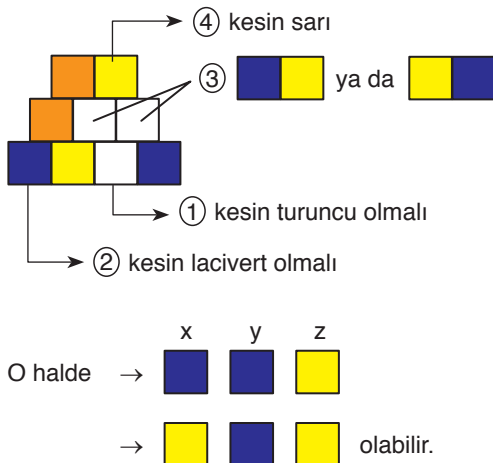 ④ kesin sarı
③ ya da
① kesin turuncu olmalı
② kesin lacivert olmalı
x y z
O halde →
→ olabilir.